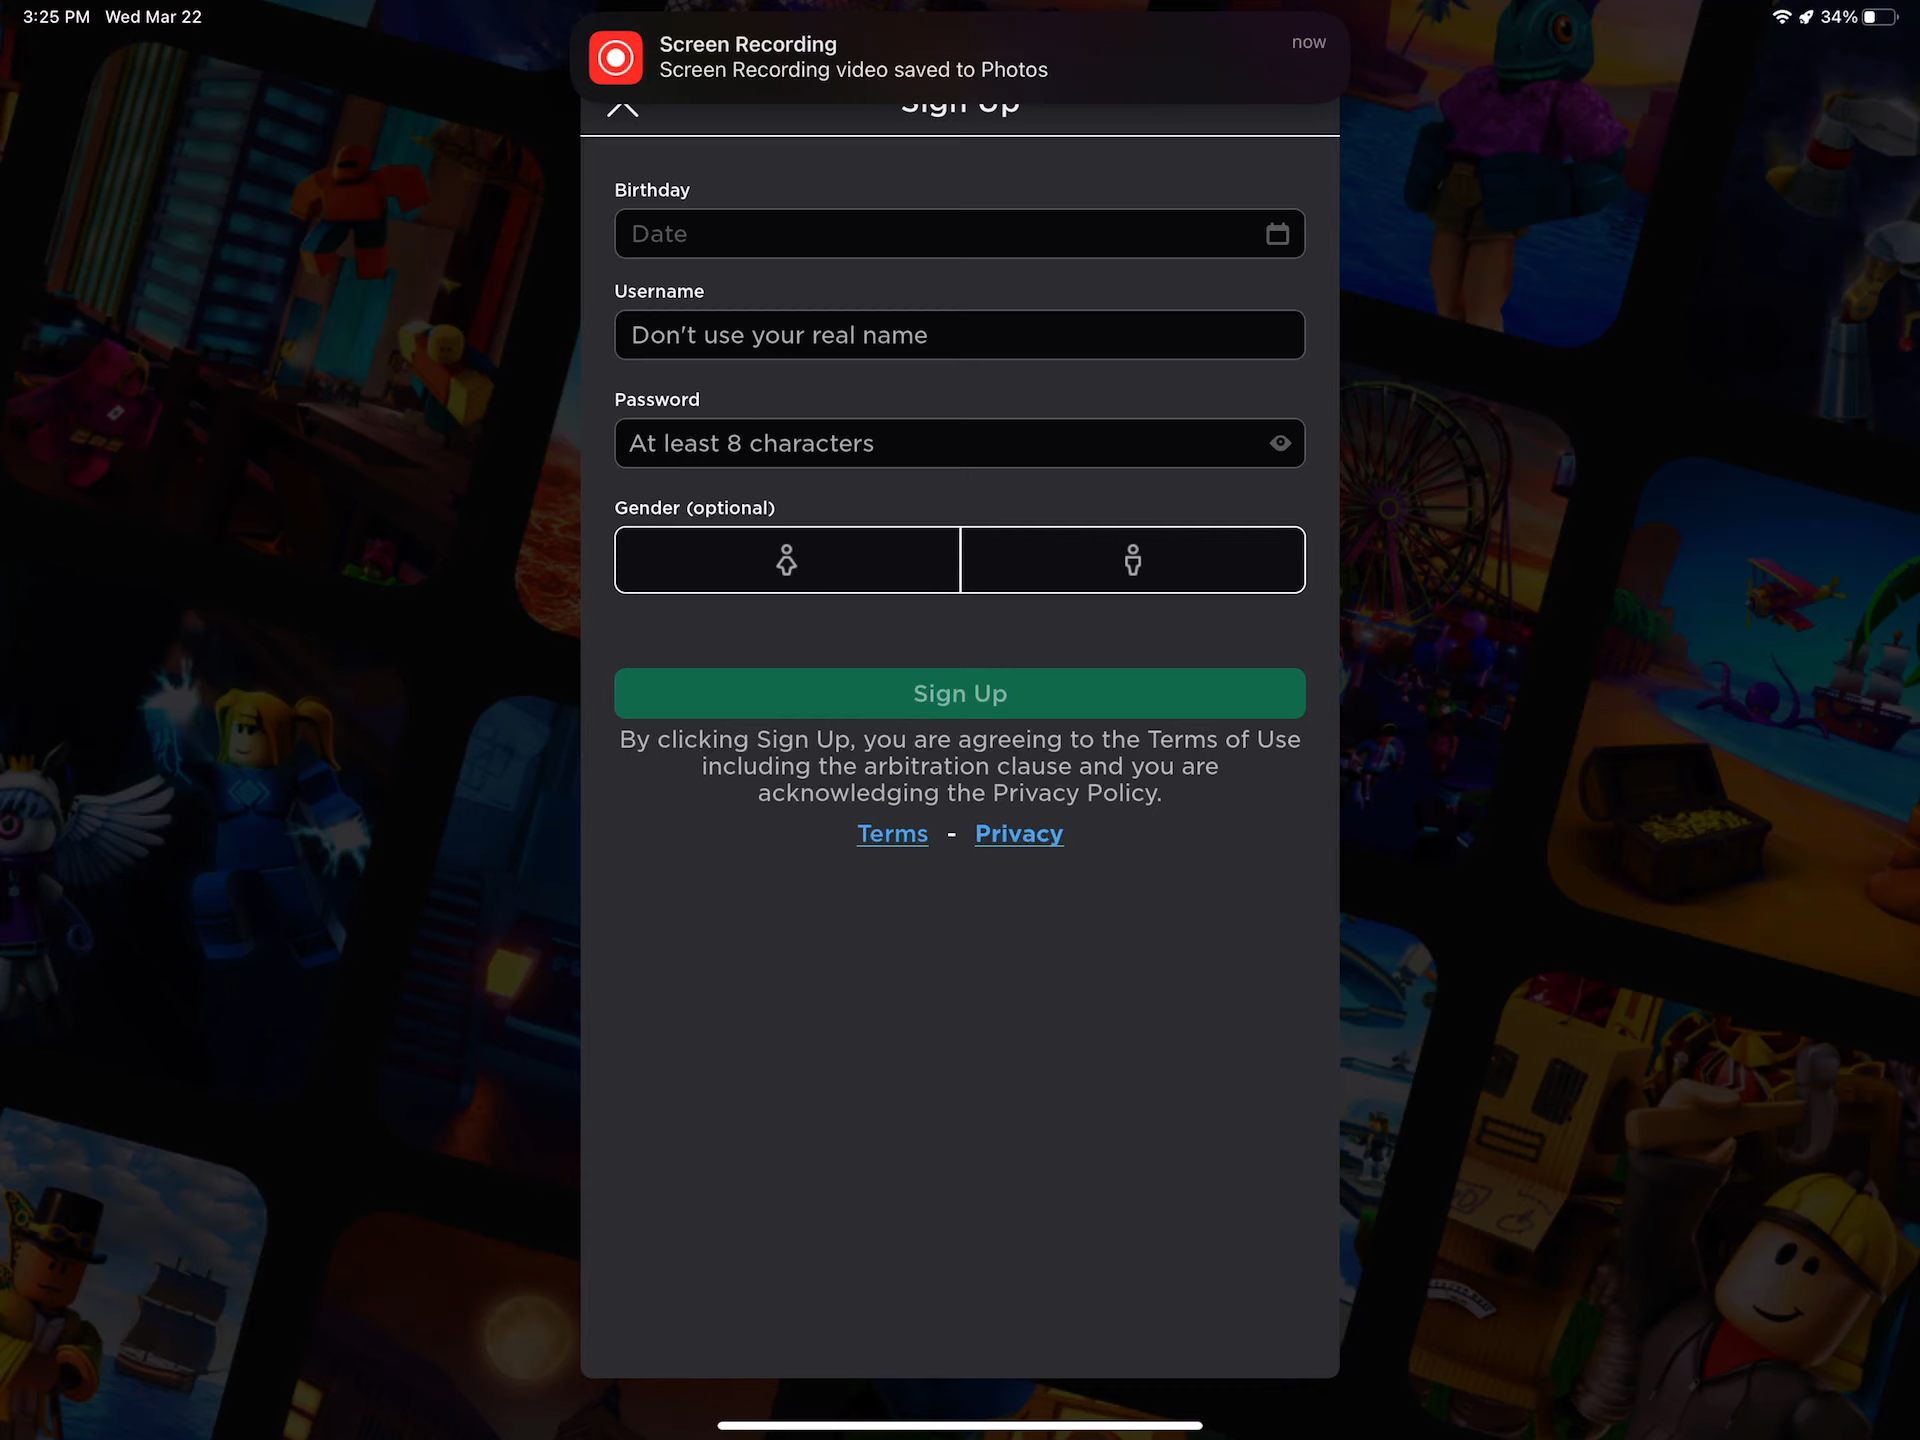 3:25 PM Wed Mar 22
34%
Screen Recording
now
Screen Recording video saved to Photos
Sign Up
Birthday
Date
Username
Don't use your real name
Password
At least 8 characters
Gender (optional)
Sign Up
By clicking Sign Up, you are agreeing to the Terms of Use
including the arbitration clause and you are
acknowledging the Privacy Policy.
Terms - Privacy